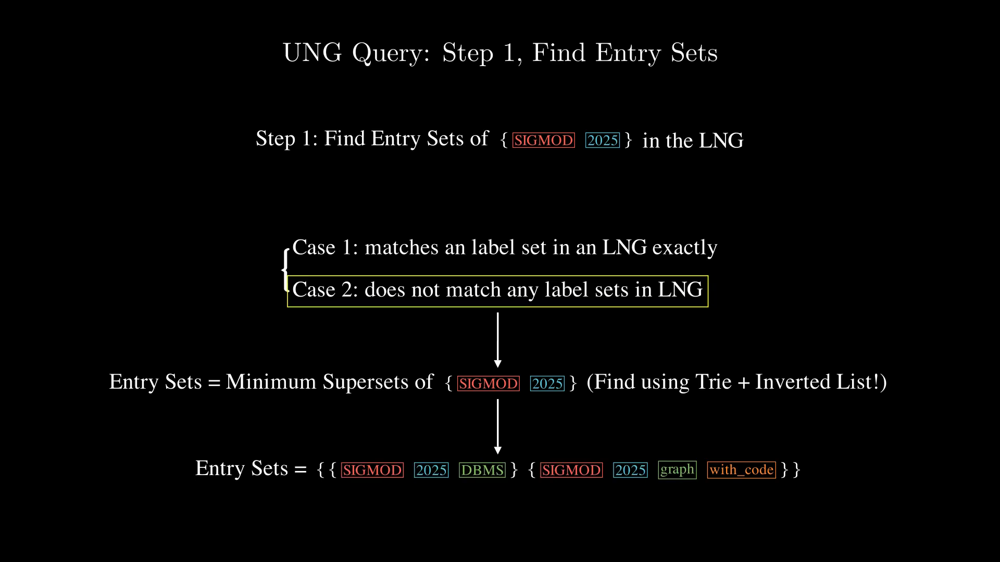 UNG Query: Step 1, Find Entry Sets
Step 1: Find Entry Sets of { SIGMOD 2025 } in the LNG
Case 1: matches an label set in an LNG exactly
Case 2: does not match any label sets in LNG
Entry Sets = Minimum Supersets of { SIGMOD 2025 } (Find using Trie + Inverted List!)
Entry Sets = { { SIGMOD 2025 DBMS } { SIGMOD 2025 graph with_code } }